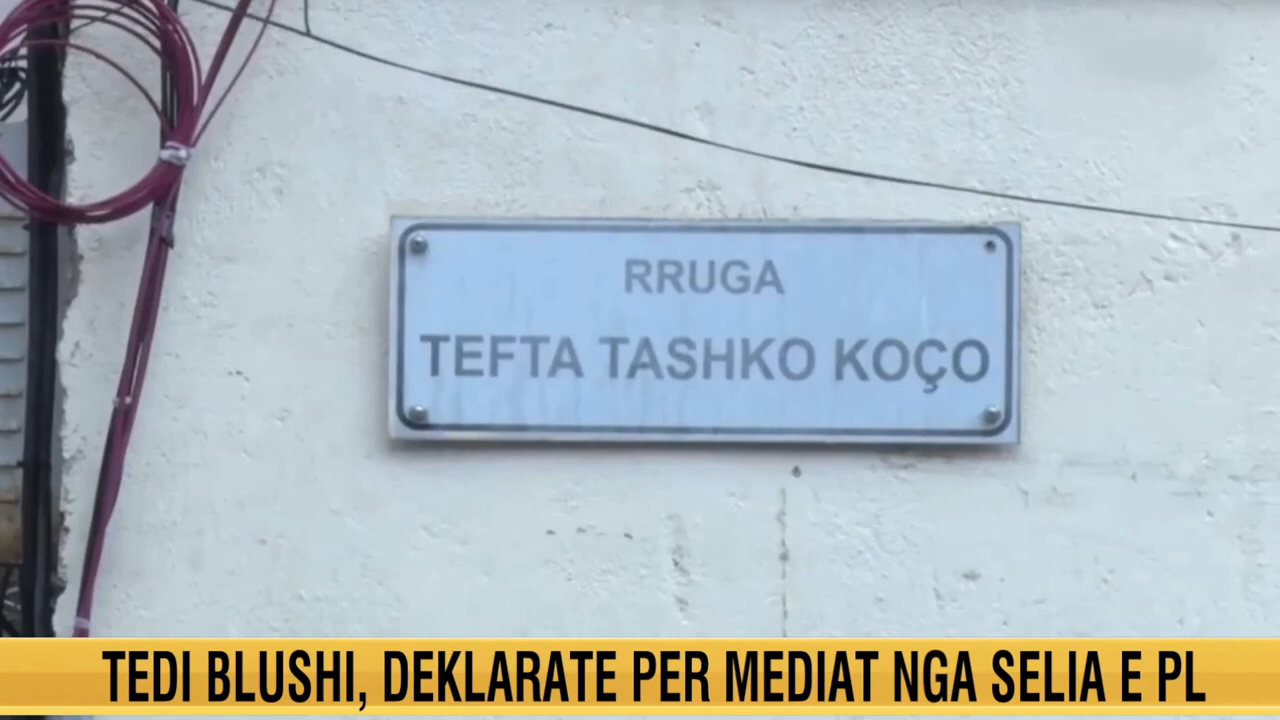 RRUGA
TEFTA TASHKO KOÇO
TEDI BLUSHI, DEKLARATE PER MEDIAT NGA SELIA E PL